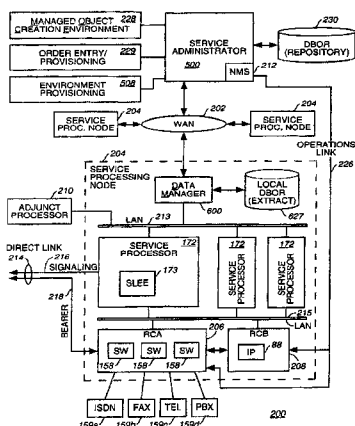 MANAGED OBJECT 228
CREATION ENVIRONMENT
ORDER ENTRY/ 229
PROVISIONING
ENVIRONMENT 508
PROVISIONING
SERVICE
ADMINISTRATOR
500
NMS 212
230
DBOR
(REPOSITORY)
204
SERVICE
PROC. NODE
202
WAN
204
SERVICE
PROC. NODE
OPERATIONS
LINK
226
204
SERVICE
PROCESSING
NODE
DATA
MANAGER
600
LOCAL
DBOR
(EXTRACT)
627
210
ADJUNCT
PROCESSOR
LAN 213
DIRECT LINK
214 216
SIGNALING
218
BEARER
SERVICE 172
PROCESSOR
SLEE 173
172
SERVICE
PROCESSOR
172
SERVICE
PROCESSOR
215
LAN
RCA 206
SW SW SW
158 158 158
RCB
IP 88
208
ISDN FAX TEL PBX
159a 159b 159c 159d
200